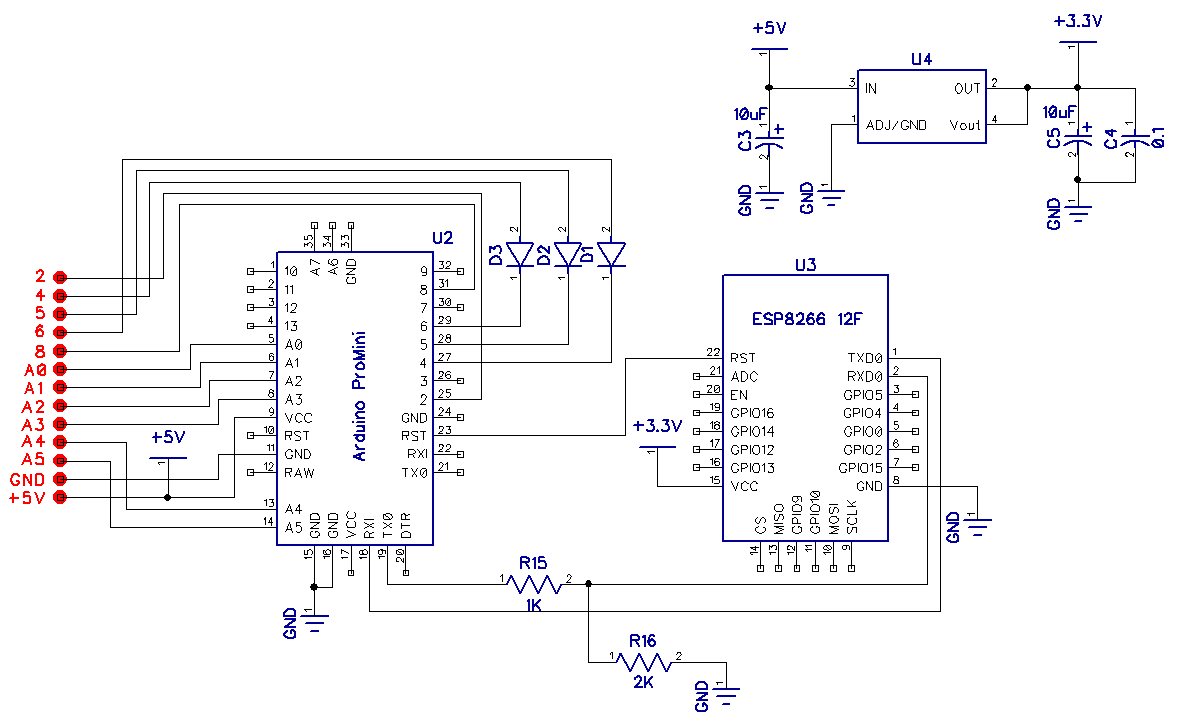 +5V
1
U4
3 IN OUT 2
1 ADJ/GND Vout 4
+3.3V
1
10uF
C3
1 + 2
GND 1
GND 1
10uF
C5
1 + 2
C4
0.1
1 2
GND 1
2
4
5
6
8
A0
A1
A2
A3
A4
A5
GND
+5V
+5V
1
U2
35 34 33
A7 A6 GND
1 10
2 11
3 12
4 13
5 A0
6 A1
7 A2
8 A3
9 VCC
10 RST
11 GND
12 RAW
13 A4
14 A5
Arduino ProMini
9 32
8 31
7 30
6 29
5 28
4 27
3 26
2 25
GND 24
RST 23
RXI 22
TX0 21
GND GND VCC RXI TX0 DTR
15 16 17 18 19 20
GND 1
D3 2 1
D2 2 1
D1 2 1
U3
ESP8266 12F
22 RST
21 ADC
20 EN
19 GPIO16
18 GPIO14
17 GPIO12
16 GPIO13
15 VCC
TXD0 1
RXD0 2
GPIO5 3
GPIO4 4
GPIO0 5
GPIO2 6
GPIO15 7
GND 8
CS MISO GPIO9 GPIO10 MOSI SCLK
14 13 12 11 10 9
+3.3V
1
GND 1
R15
1 2
1K
R16
1 2
2K
GND 1